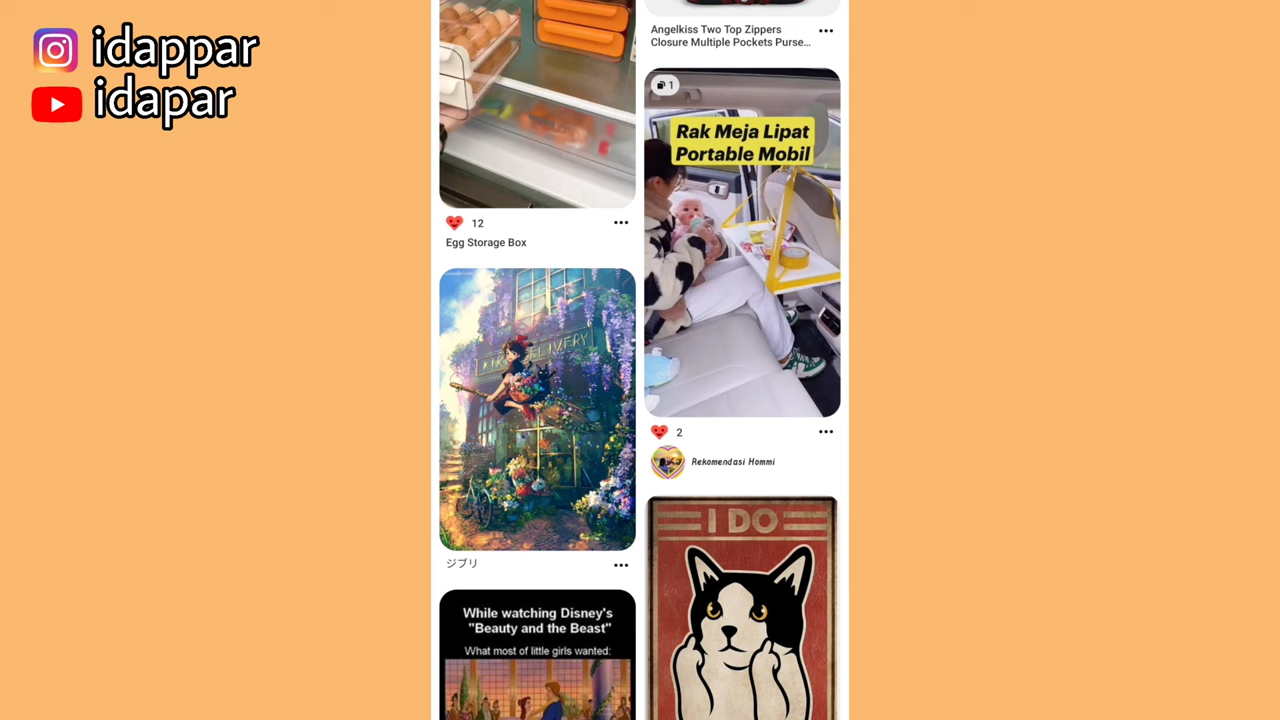 idappar
idapar
12
Egg Storage Box
KIKI'S DELIVERY
ジブリ
While watching Disney's
"Beauty and the Beast"
What most of little girls wanted:
Angelkiss Two Top Zippers
Closure Multiple Pockets Purse...
1
Rak Meja Lipat
Portable Mobil
2
Rekomendasi Hommi
I DO